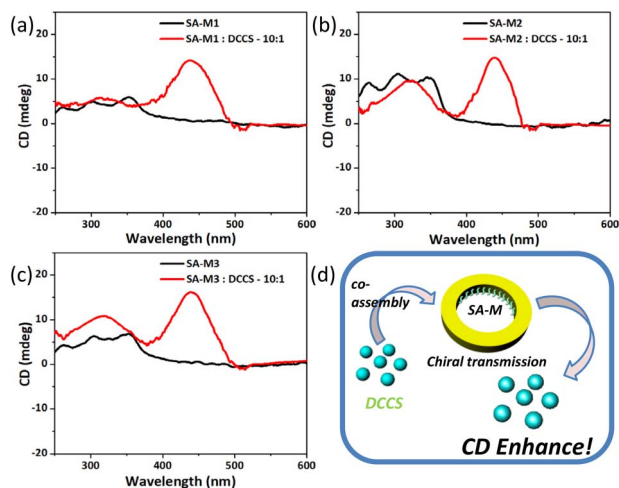 (a)
SA-M1
SA-M1 : DCCS - 10:1
CD (mdeg)
20
10
0
-10
-20
300 400 500 600
Wavelength (nm)
(b)
SA-M2
SA-M2 : DCCS - 10:1
CD (mdeg)
20
10
0
-10
-20
300 400 500 600
Wavelength (nm)
(c)
SA-M3
SA-M3 : DCCS - 10:1
CD (mdeg)
20
10
0
-10
-20
300 400 500 600
Wavelength (nm)
(d)
co-
assembly
SA-M
Chiral transmission
DCCS
CD Enhance!